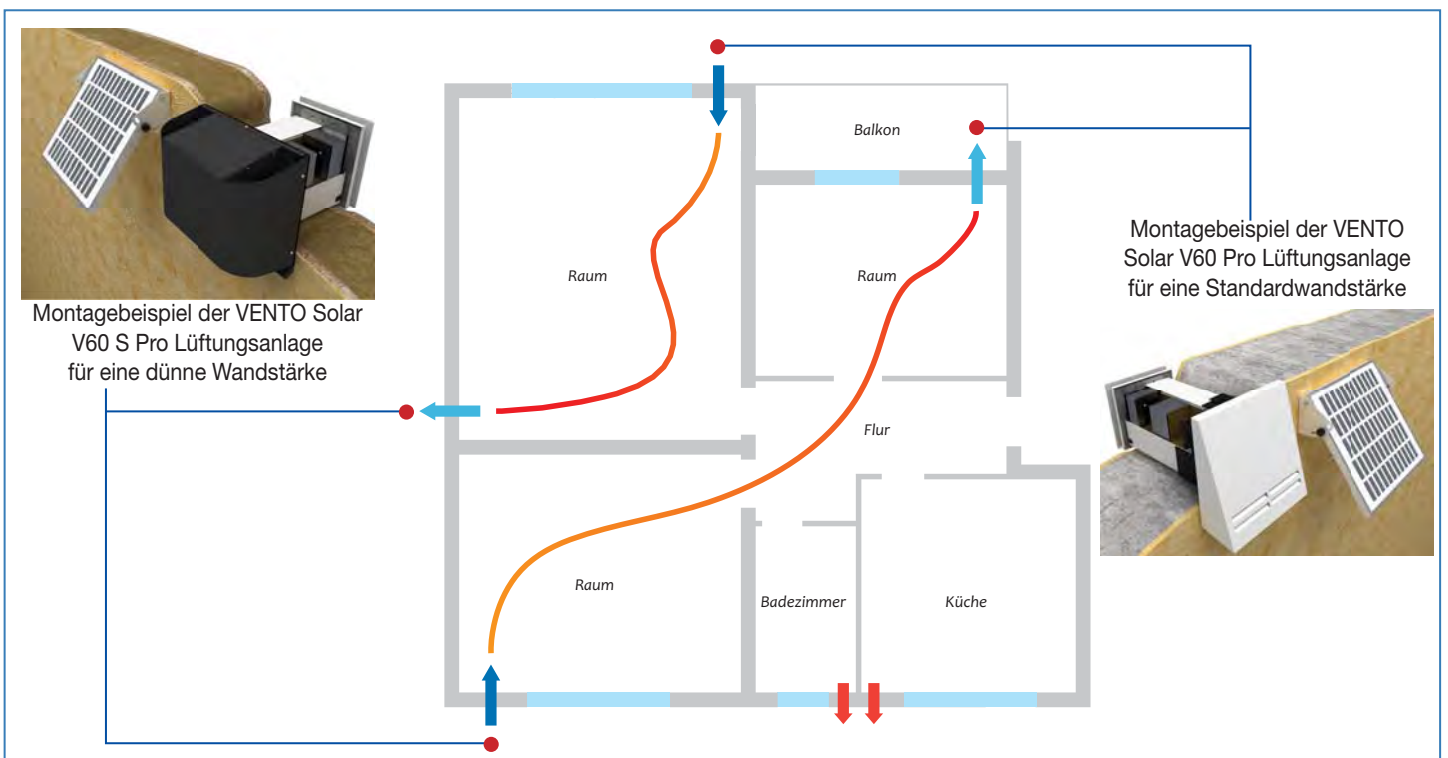 Montagebeispiel der VENTO Solar
V60 S Pro Lüftungsanlage
für eine dünne Wandstärke
Raum
Balkon
Raum
Flur
Raum
Badezimmer
Küche
Montagebeispiel der VENTO
Solar V60 Pro Lüftungsanlage
für eine Standardwandstärke